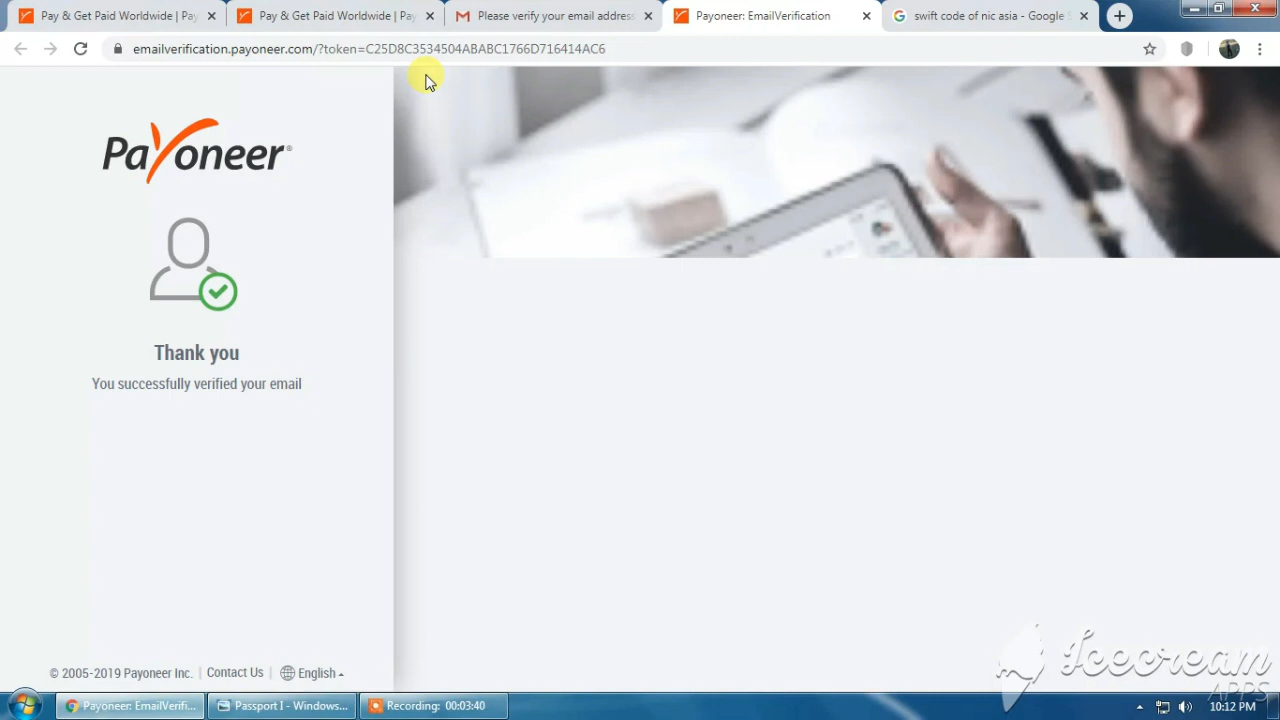 Pay & Get Paid Worldwide | Pay
Pay & Get Paid Worldwide | Pay
Please verify your email address
Payoneer: EmailVerification
swift code of nic asia - Google S
emailverification.payoneer.com/?token=C25D8C3534504ABABC1766D716414AC6
Payoneer®
Thank you
You successfully verified your email
© 2005-2019 Payoneer Inc. | Contact Us | English
Icecream
APPS
Payoneer: EmailVerifi...
Passport I - Windows...
Recording: 00:03:40
10:12 PM